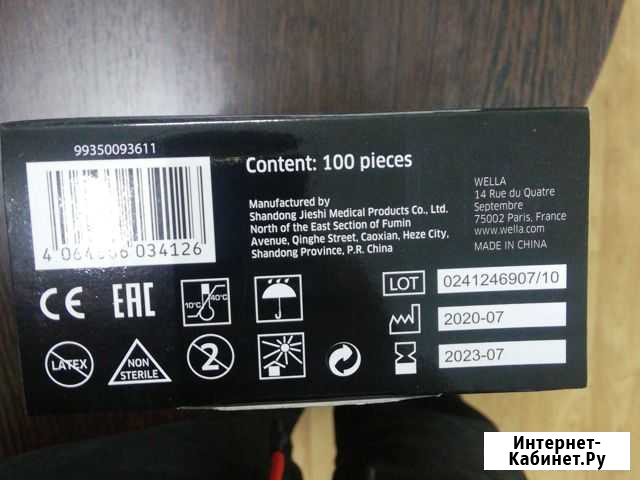 99350093611
Content: 100 pieces
4 034126
Manufactured by
Shandong Jieshi Medical Products Co., Ltd.
North of the East Section of Fumin
Avenue, Qinghe Street, Caoxian, Heze City,
Shandong Province, P.R. China
WELLA
14 Rue du Quatre
Septembre
75002 Paris, France
www.wella.com
MADE IN CHINA
CE EAC 10°C 40°C
LOT 0241246907/10
2020-07
2023-07
LATEX
NON
STERILE
2
Интернет-
Кабинет.Ру